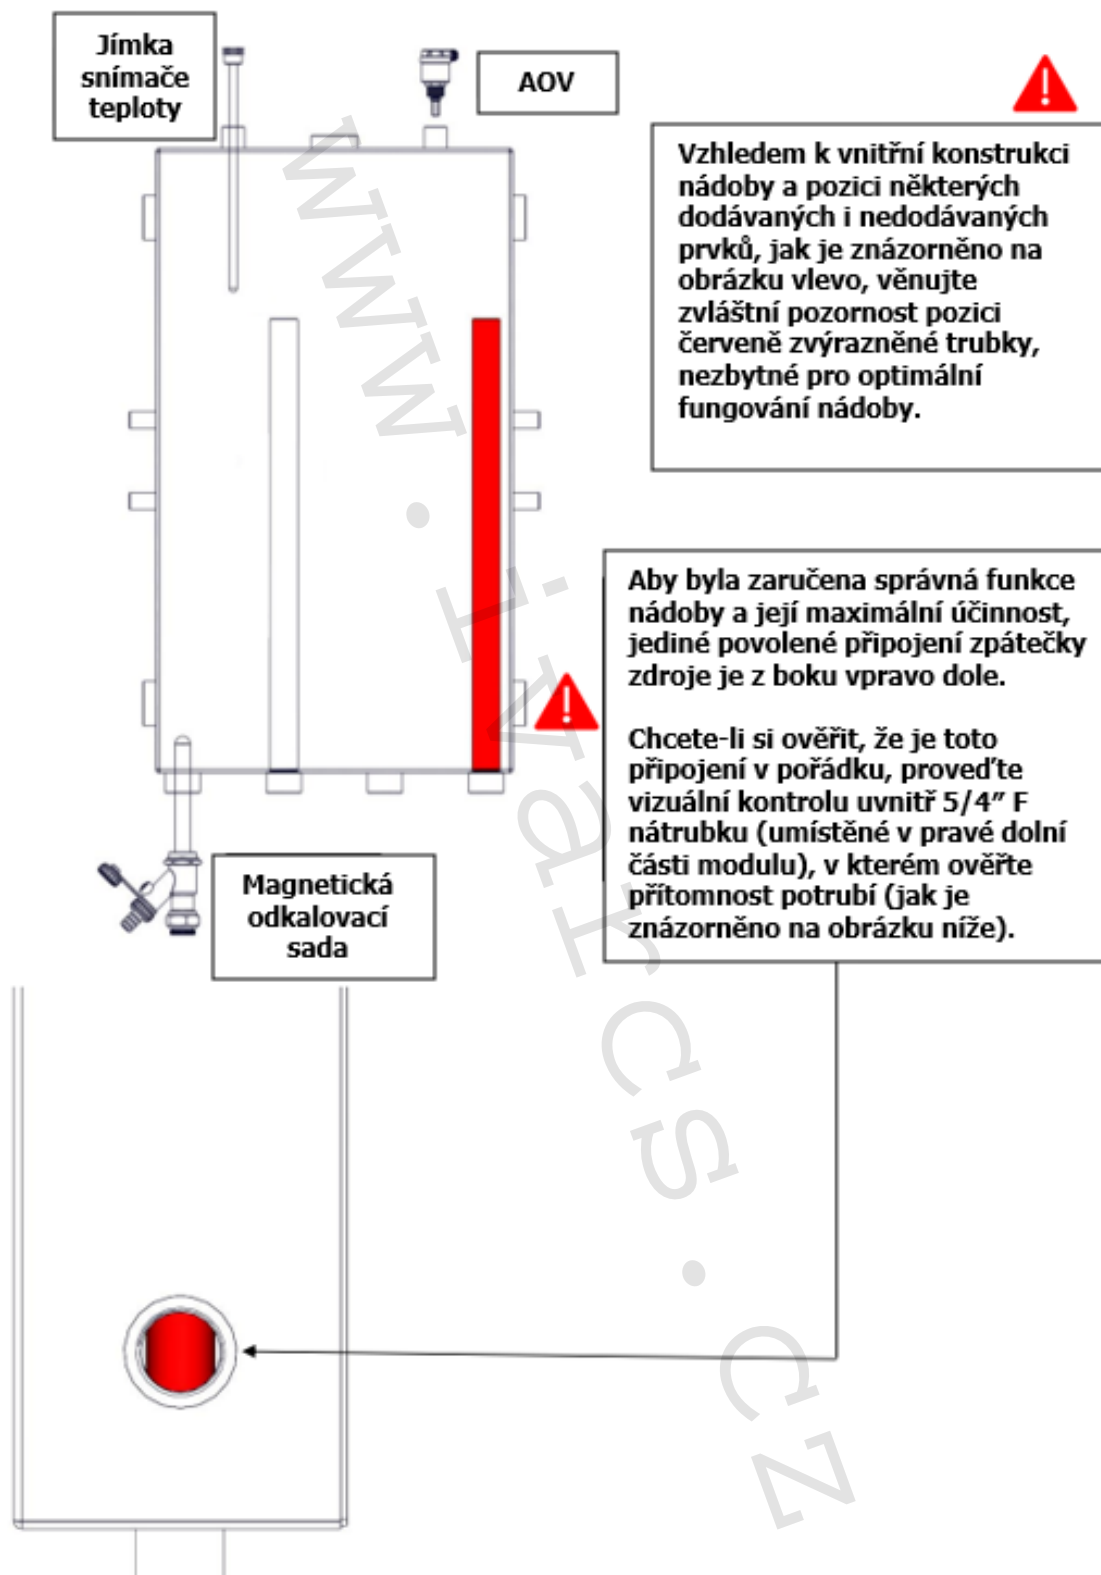 Jímka
snímače
teploty
AOV
Vzhledem k vnitřní konstrukci
nádoby a pozici některých
dodávaných i nedodávaných
prvků, jak je znázorněno na
obrázku vlevo, věnujte
zvláštní pozornost pozici
červeně zvýrazněné trubky,
nezbytné pro optimální
fungování nádoby.
Aby byla zaručena správná funkce
nádoby a její maximální účinnost,
jediné povolené připojení zpátečky
zdroje je z boku vpravo dole.
Chcete-li si ověřit, že je toto
připojení v pořádku, proveďte
vizuální kontrolu uvnitř 5/4″ F
nátrubku (umístěné v pravé dolní
části modulu), v kterém ověřte
přítomnost potrubí (jak je
znázorněno na obrázku níže).
Magnetická
odkalovací
sada
www.ivarcs.cz